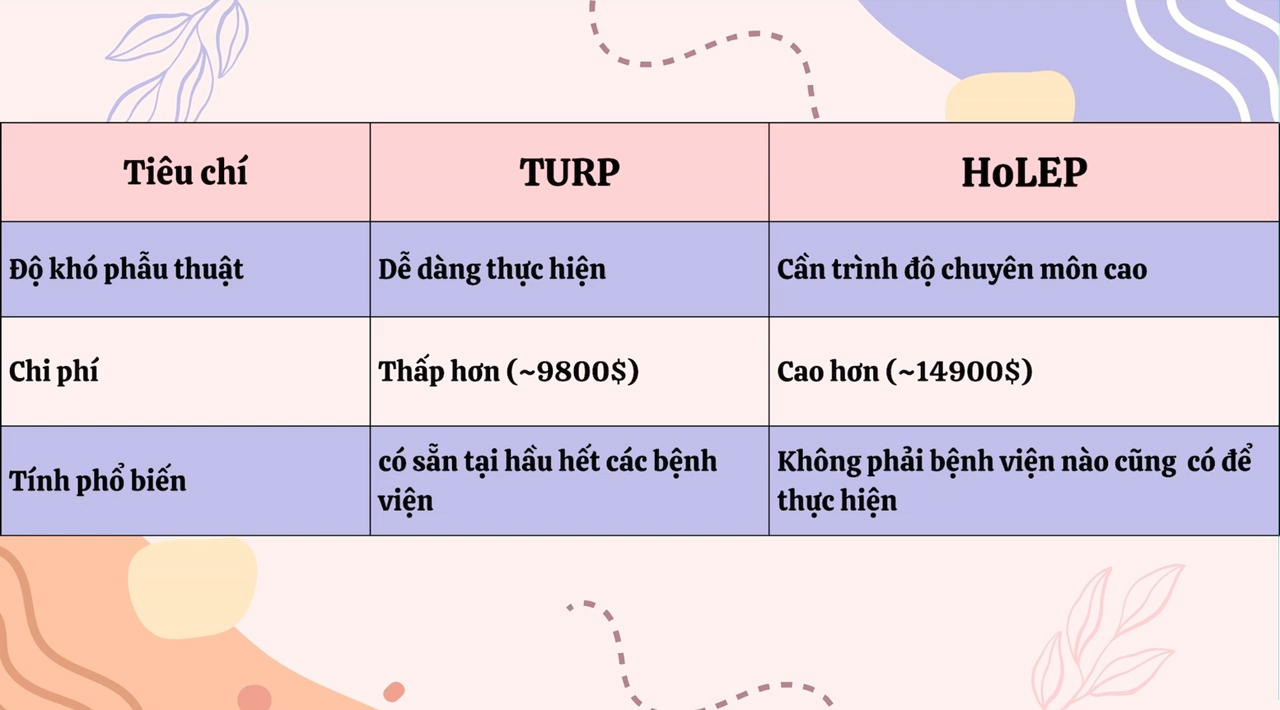 Tiêu chí
TURP
HoLEP
Độ khó phẫu thuật
Dễ dàng thực hiện
Cần trình độ chuyên môn cao
Chi phí
Thấp hơn (~9800$)
Cao hơn (~14900$)
Tính phổ biến
có sẵn tại hầu hết các bệnh
viện
Không phải bệnh viện nào cũng có để
thực hiện